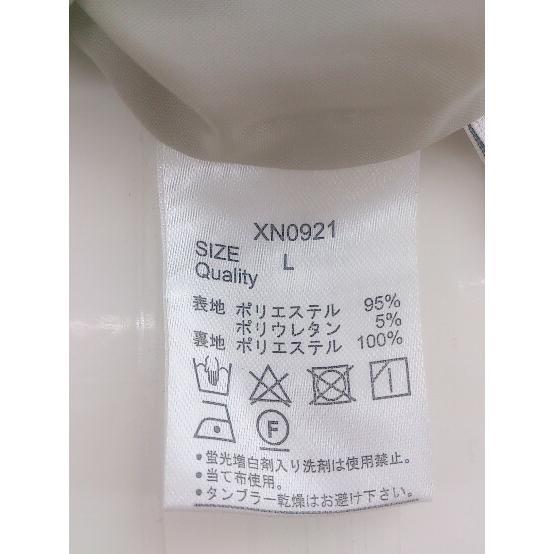 XN0921
SIZE L
Quality
表地 ポリエステル 95%
ポリウレタン 5%
裏地 ポリエステル 100%
F
・蛍光増白剤入り洗剤は使用禁止。
・当て布使用。
・タンブラー乾燥はお避け下さい。